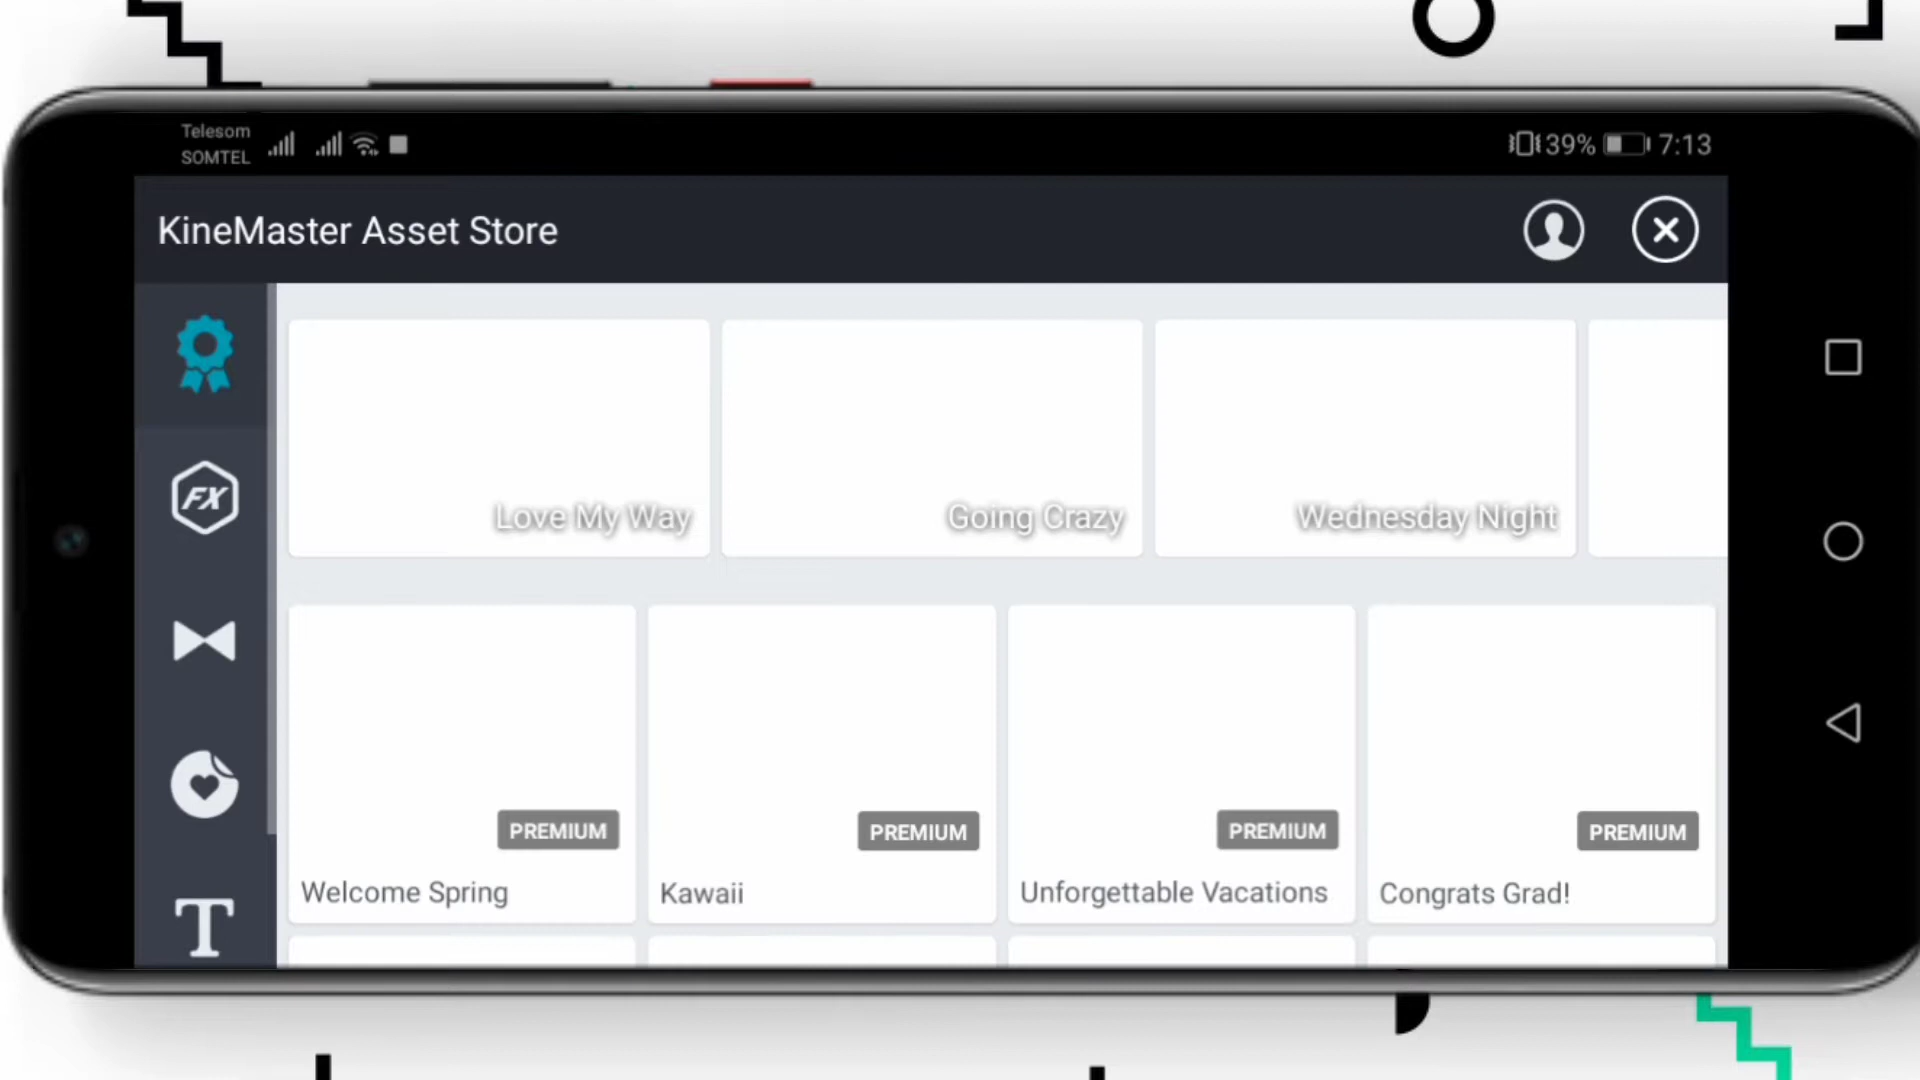 Telesom
SOMTEL
39% 7:13
KineMaster Asset Store
FX
Love My Way
Going Crazy
Wednesday Night
PREMIUM
PREMIUM
PREMIUM
PREMIUM
Welcome Spring
Kawaii
Unforgettable Vacations
Congrats Grad!
T